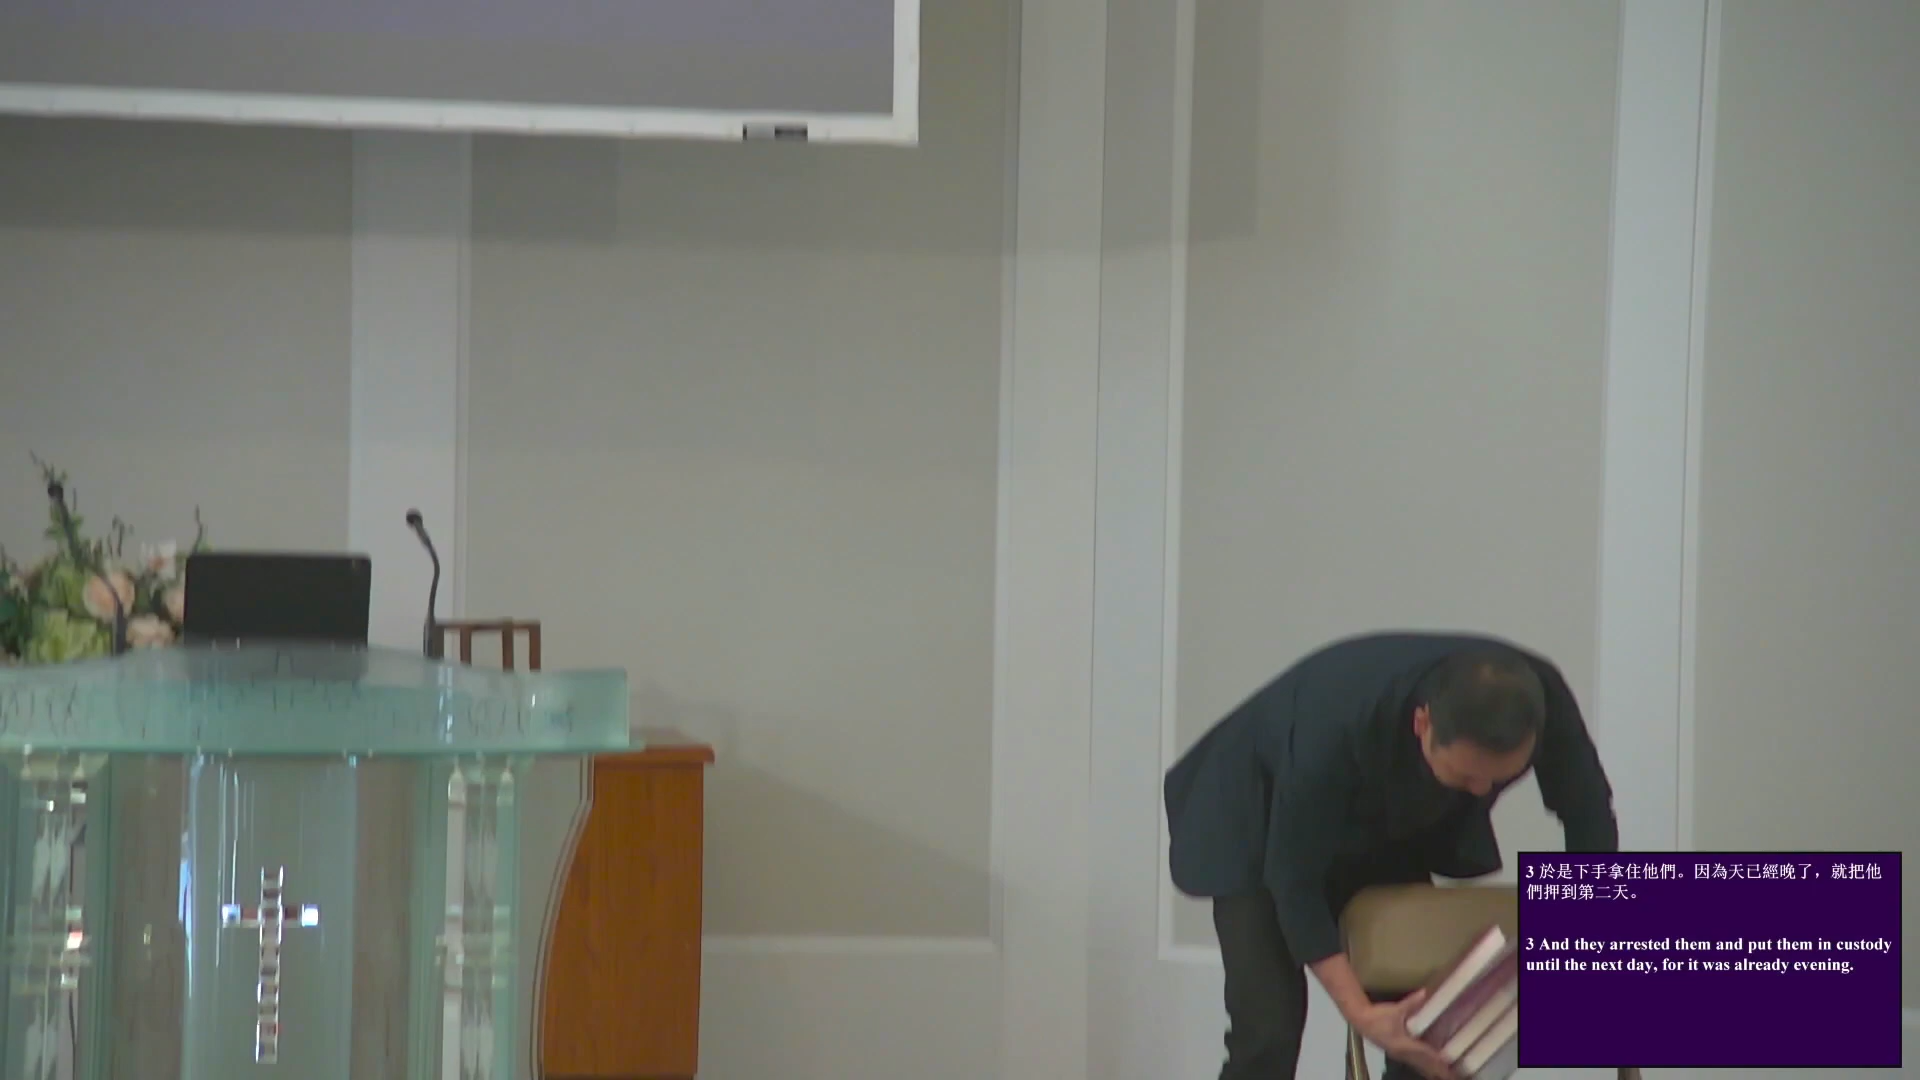 3 於是下手拿住他們。因為天已經晚了，就把他
們押到第二天。
3 And they arrested them and put them in custody
until the next day, for it was already evening.